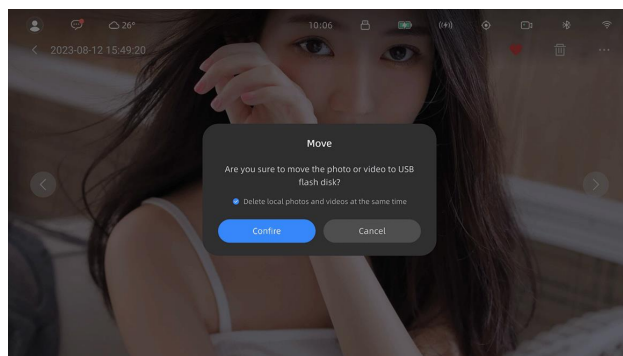 26°
10:06
2023-08-12 15:49:20
Move
Are you sure to move the photo or video to USB
flash disk?
Delete local photos and videos at the same time
Confire
Cancel